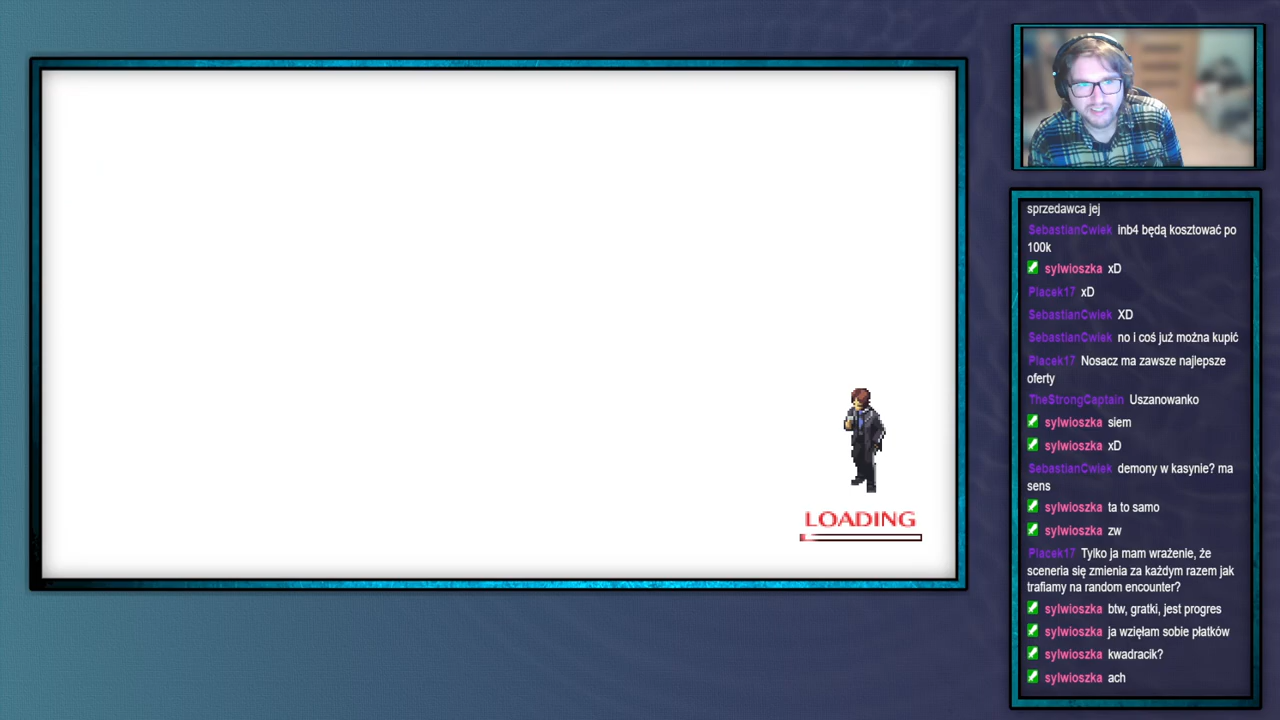 LOADING
sprzedawca jej
SebastianCwiek inb4 będą kosztować po
100k
sylwioszka xD
Placek17 xD
SebastianCwiek XD
SebastianCwiek no i coś już można kupić
Placek17 Nosacz ma zawsze najlepsze
oferty
TheStrongCaptain Uszanowanko
sylwioszka siem
sylwioszka xD
SebastianCwiek demony w kasynie? ma
sens
sylwioszka ta to samo
sylwioszka zw
Placek17 Tylko ja mam wrażenie, że
sceneria się zmienia za każdym razem jak
trafiamy na random encounter?
sylwioszka btw, gratki, jest progres
sylwioszka ja wzięłam sobie płatków
sylwioszka kwadracik?
sylwioszka ach